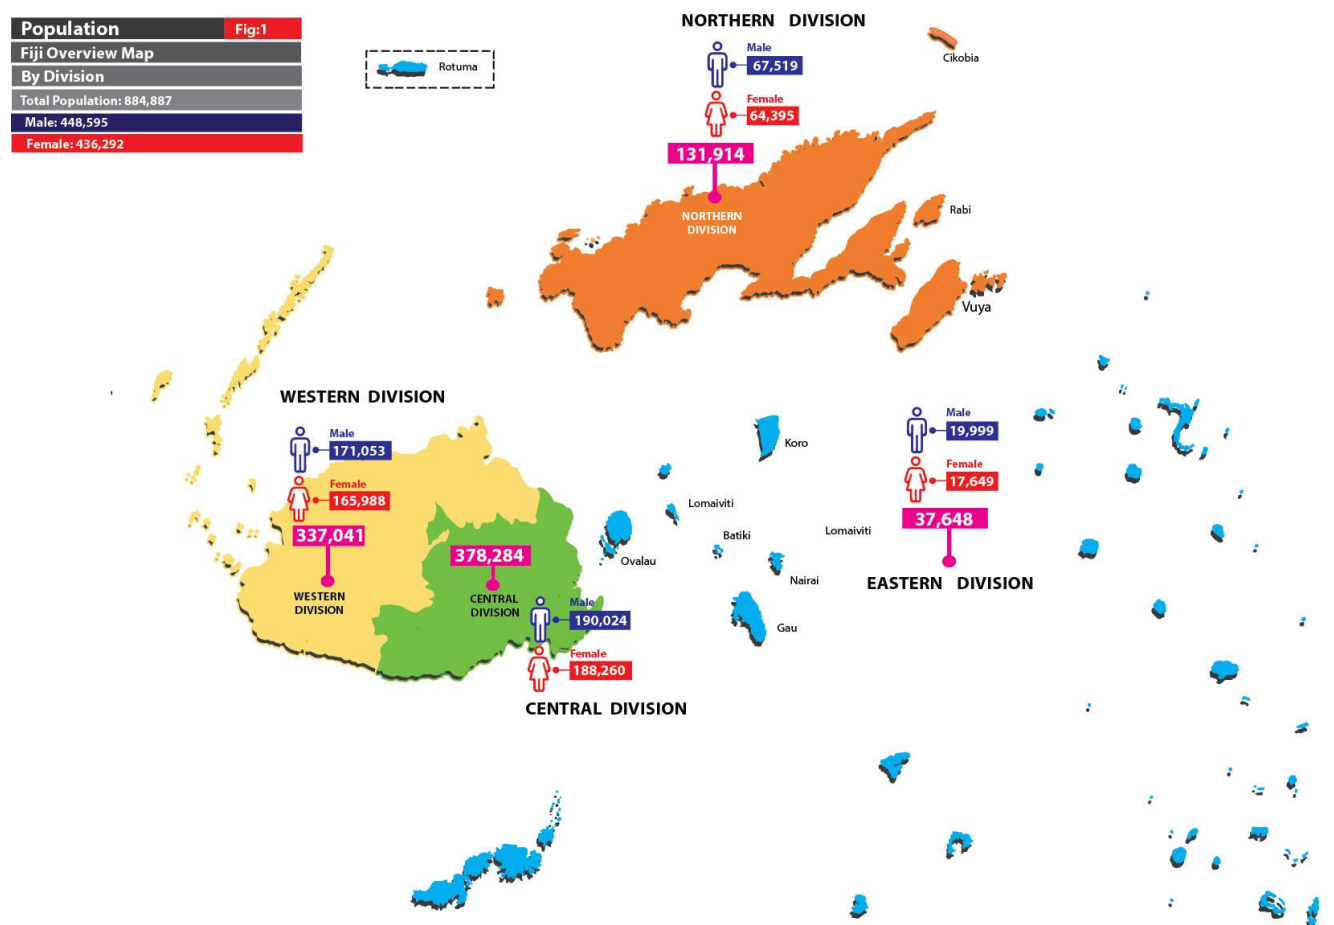 Population
Fig:1
Fiji Overview Map
By Division
Total Population: 884,887
Male: 448,595
Female: 436,292
Rotuma
NORTHERN DIVISION
Male
67,519
Female
64,395
131,914
NORTHERN
DIVISION
Cikobia
Rabi
Vuya
WESTERN DIVISION
Male
171,053
Female
165,988
337,041
WESTERN
DIVISION
378,284
CENTRAL
DIVISION
Male
190,024
Female
188,260
CENTRAL DIVISION
Koro
Lomaiviti
Ovalau
Batiki
Nairai
Gau
Lomaiviti
Male
19,999
Female
17,649
37,648
EASTERN DIVISION